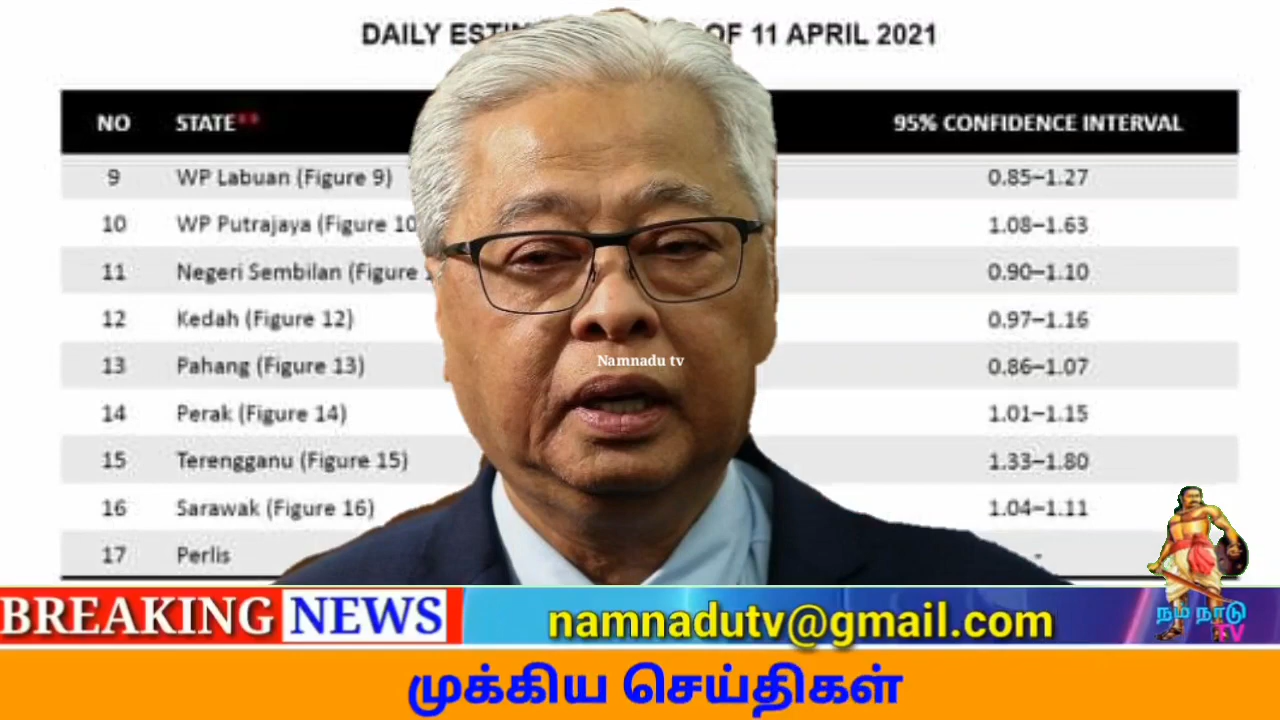 DAILY OF 11 APRIL 2021
NO STATE** 95% CONFIDENCE INTERVAL
9 WP Labuan (Figure 9) 0.85–1.27
10 WP Putrajaya (Figure 10 1.08–1.63
11 Negeri Sembilan (Figure 0.90–1.10
12 Kedah (Figure 12) 0.97–1.16
13 Pahang (Figure 13) 0.86–1.07
Namnadu tv
14 Perak (Figure 14) 1.01–1.15
15 Terengganu (Figure 15) 1.33–1.80
16 Sarawak (Figure 16) 1.04–1.11
17 Perlis -
BREAKING NEWS
namnadutv@gmail.com
நம் நாடு
TV
முக்கிய செய்திகள்